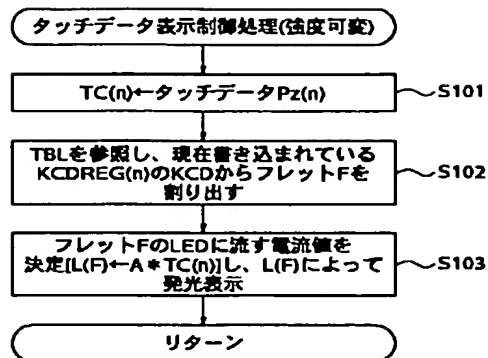 タッチデータ表示制御処理(強度可変)
TC(n)←タッチデータPz(n)
S101
TBLを参照し、現在書き込まれている
KCDREG(n)のKCDからフレットFを
割り出す
S102
フレットFのLEDに流す電流値を
決定[L(F)←A*TC(n)]し、L(F)によって
発光表示
S103
リターン